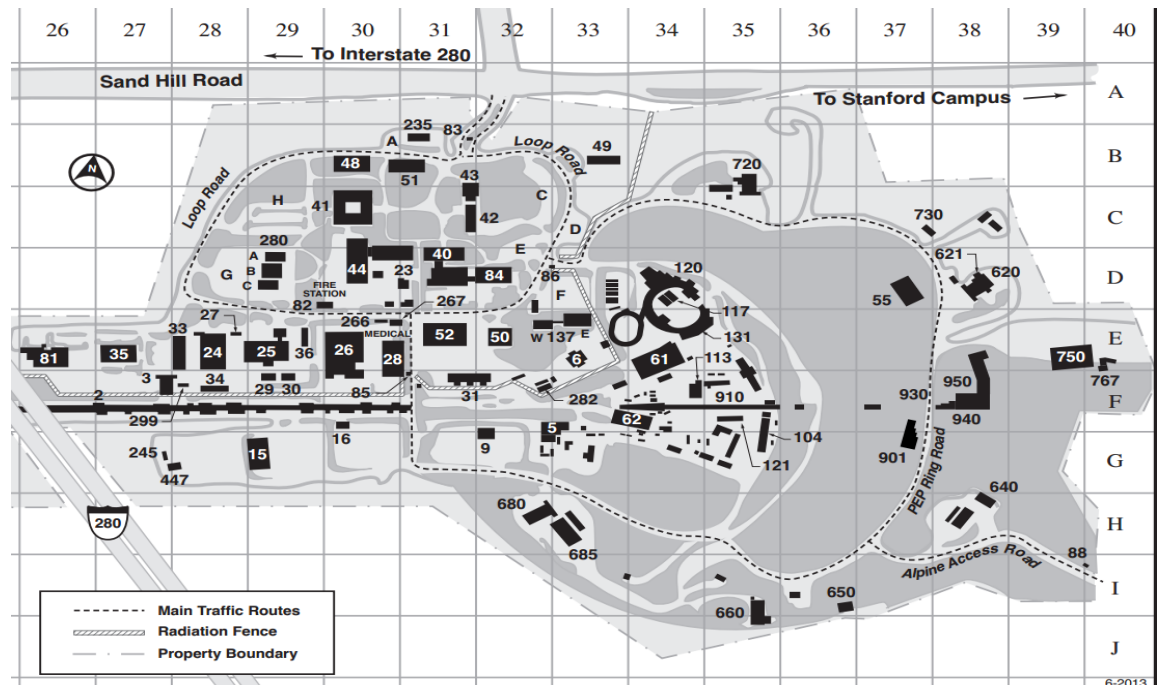 26 27 28 29 30 31 32 33 34 35 36 37 38 39 40
To Interstate 280
Sand Hill Road
A
To Stanford Campus
235 83
A
Loop Road
49
B
48
51
43
720
N
Loop Road
H
41
C
42
C
D
730
280
A
B
C
G
44
40
E
621
620
23
84
86
120
D
FIRE
STATION
82
267
F
117
55
27
33
266
MEDICAL
52
50
W
137
E
131
E
81
35
24
25
36
26
28
6
61
113
750
3
34
29
30
85
31
282
910
950
767
2
299
930
940
F
16
5
62
104
245
15
9
121
901
G
447
PEP Ring Road
280
680
640
H
685
88
Alpine Access Road
I
650
660
Main Traffic Routes
Radiation Fence
Property Boundary
J
6-2013